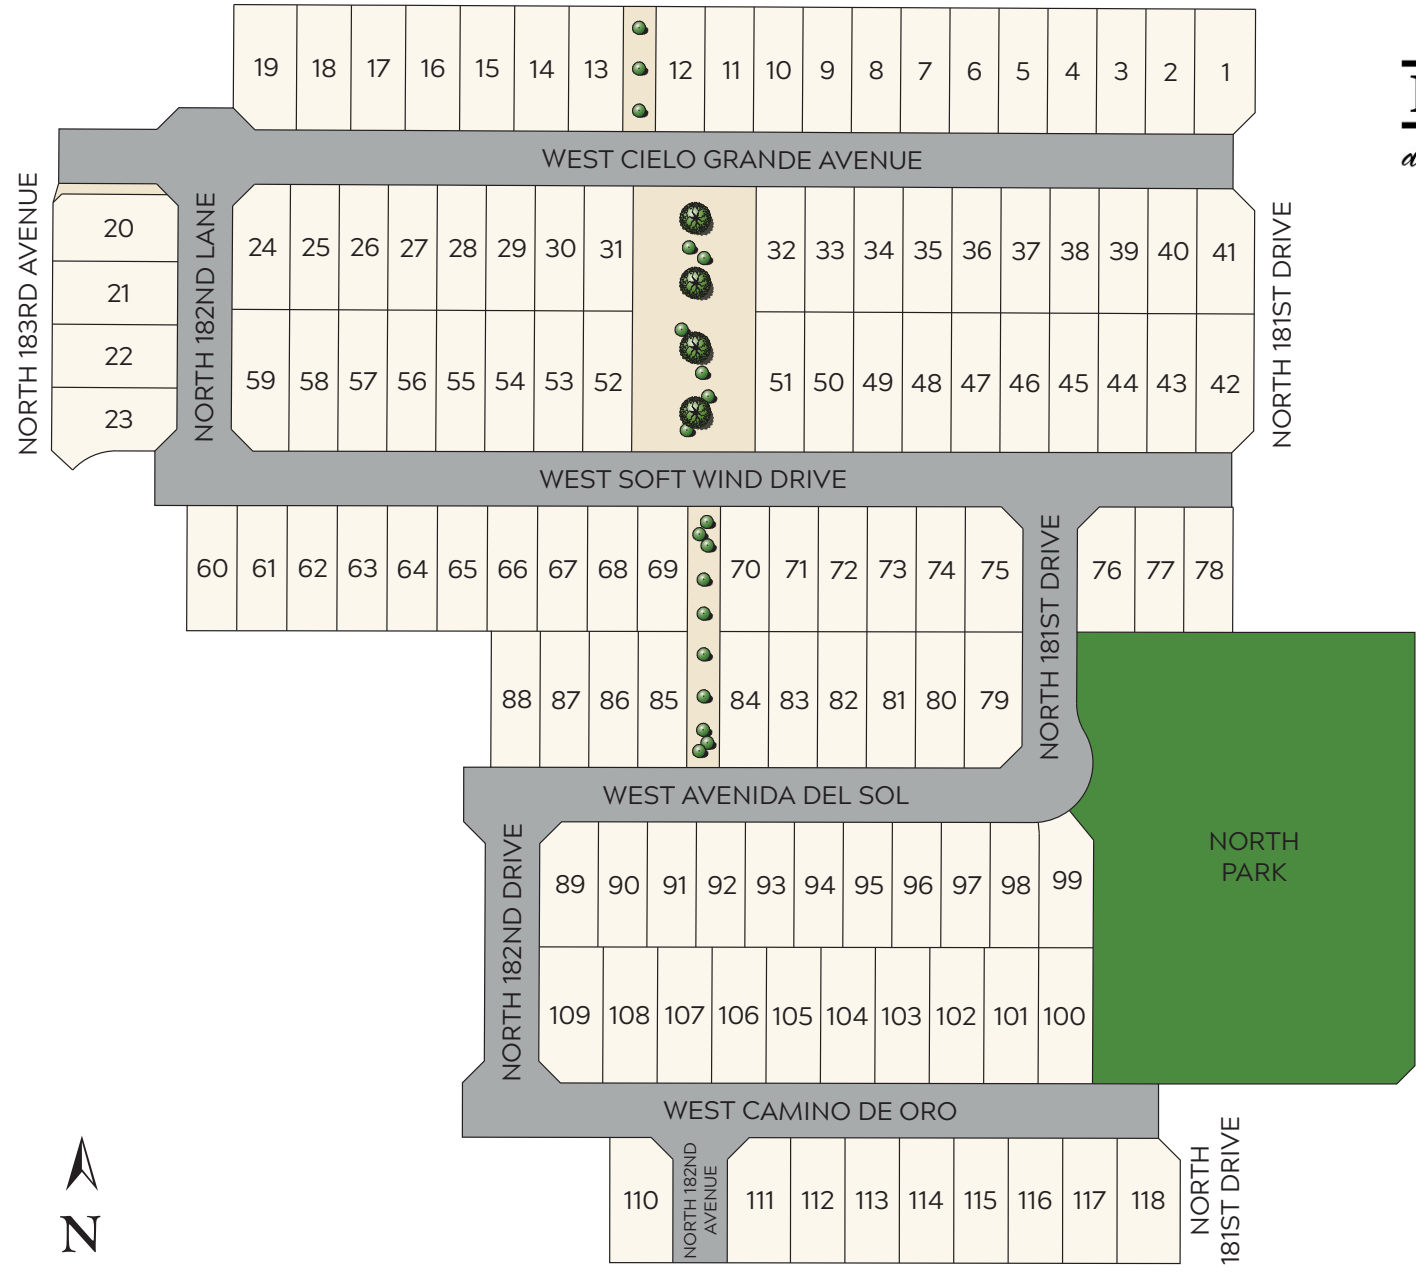 19 18 17 16 15 14 13 12 11 10 9 8 7 6 5 4 3 2 1
WEST CIELO GRANDE AVENUE
NORTH 183RD AVENUE
20
21
22
23
NORTH 182ND LANE
24 25 26 27 28 29 30 31 32 33 34 35 36 37 38 39 40 41
59 58 57 56 55 54 53 52 51 50 49 48 47 46 45 44 43 42
NORTH 181ST DRIVE
WEST SOFT WIND DRIVE
60 61 62 63 64 65 66 67 68 69 70 71 72 73 74 75 76 77 78
NORTH 181ST DRIVE
88 87 86 85 84 83 82 81 80 79
WEST AVENIDA DEL SOL
NORTH
PARK
NORTH 182ND DRIVE
89 90 91 92 93 94 95 96 97 98 99
109 108 107 106 105 104 103 102 101 100
WEST CAMINO DE ORO
110
NORTH 182ND
AVENUE
111 112 113 114 115 116 117 118
NORTH
181ST DRIVE
N